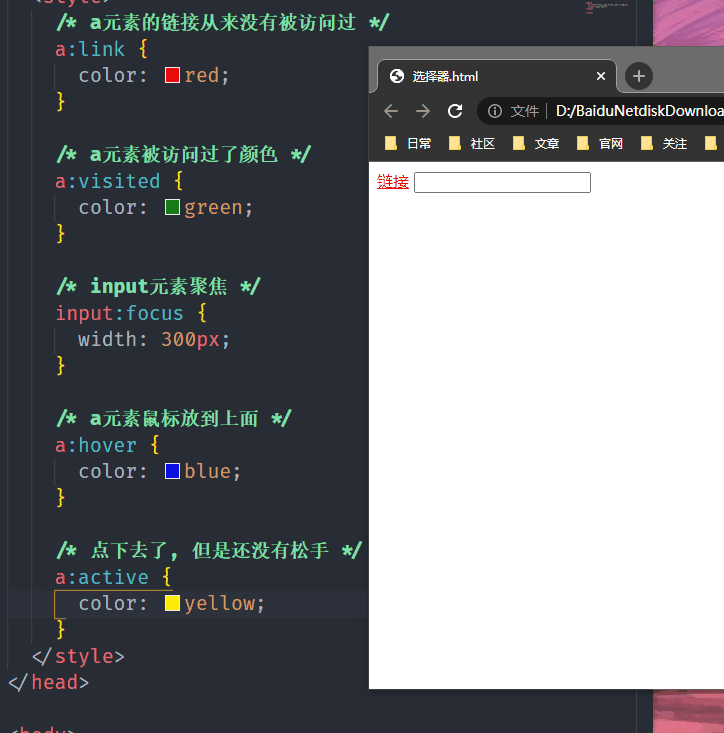 <style>
/* a元素的链接从来没有被访问过 */
a:link {
color: red;
}
/* a元素被访问过了颜色 */
a:visited {
color: green;
}
/* input元素聚焦 */
input:focus {
width: 300px;
}
/* a元素鼠标放到上面 */
a:hover {
color: blue;
}
/* 点下去了, 但是还没有松手 */
a:active {
color: yellow;
}
</style>
</head>
<body>
选择器.html
文件 D:/BaiduNetdiskDownloa
日常 社区 文章 官网 关注
链接